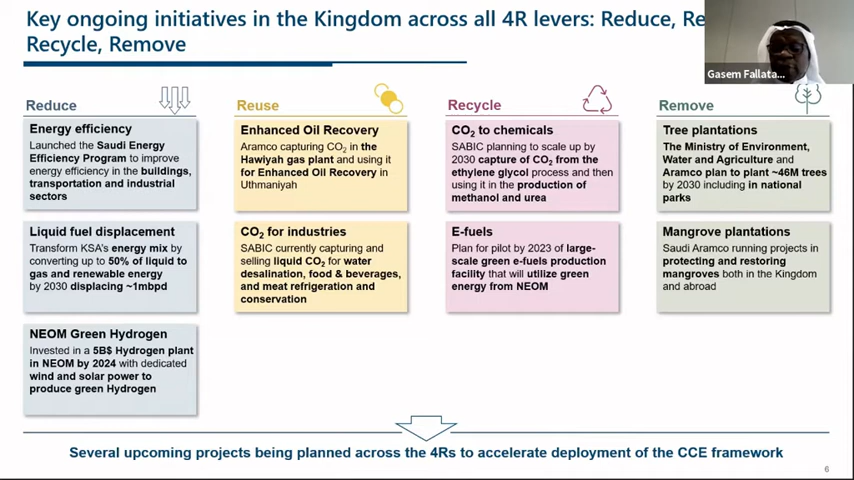 Key ongoing initiatives in the Kingdom across all 4R levers: Reduce,
Recycle, Remove
Gasem Fallata...
Reduce
Energy efficiency
Launched the Saudi Energy
Efficiency Program to improve
energy efficiency in the buildings,
transportation and industrial
sectors
Liquid fuel displacement
Transform KSA's energy mix by
converting up to 50% of liquid to
gas and renewable energy
by 2030 displacing ~1mbpd
NEOM Green Hydrogen
Invested in a 5B$ Hydrogen plant
in NEOM by 2024 with dedicated
wind and solar power to
produce green Hydrogen
Reuse
Enhanced Oil Recovery
Aramco capturing CO2 in the
Hawiyah gas plant and using it
for Enhanced Oil Recovery in
Uthmaniyah
CO2 for industries
SABIC currently capturing and
selling liquid CO2 for water
desalination, food & beverages,
and meat refrigeration and
conservation
Recycle
CO2 to chemicals
SABIC planning to scale up by
2030 capture of CO2 from the
ethylene glycol process and then
using it in the production of
methanol and urea
E-fuels
Plan for pilot by 2023 of large-
scale green e-fuels production
facility that will utilize green
energy from NEOM
Remove
Tree plantations
The Ministry of Environment,
Water and Agriculture and
Aramco plan to plant ~46M trees
by 2030 including in national
parks
Mangrove plantations
Saudi Aramco running projects in
protecting and restoring
mangroves both in the Kingdom
and abroad
Several upcoming projects being planned across the 4Rs to accelerate deployment of the CCE framework
6